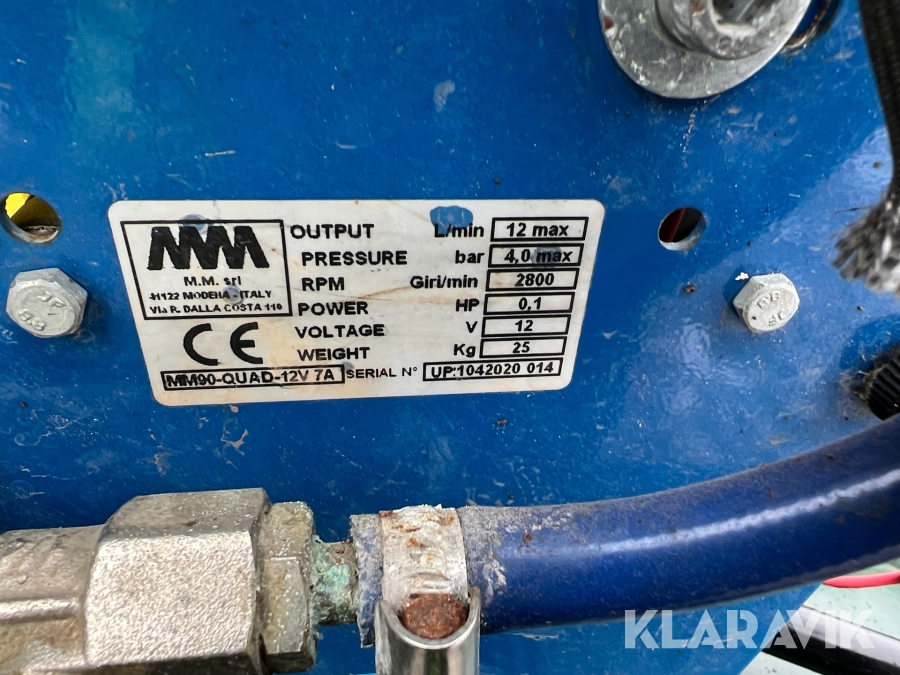 MM
M.M. srl
41122 MODENA - ITALY
Via R. DALLA COSTA 110
OUTPUT L/min 12 max
PRESSURE bar 4,0 max
RPM Giri/min 2800
POWER HP 0,1
VOLTAGE V 12
WEIGHT Kg 25
CE
MM90-QUAD-12V 7A SERIAL N° UP:1042020 014
8.8
KLARAVIK